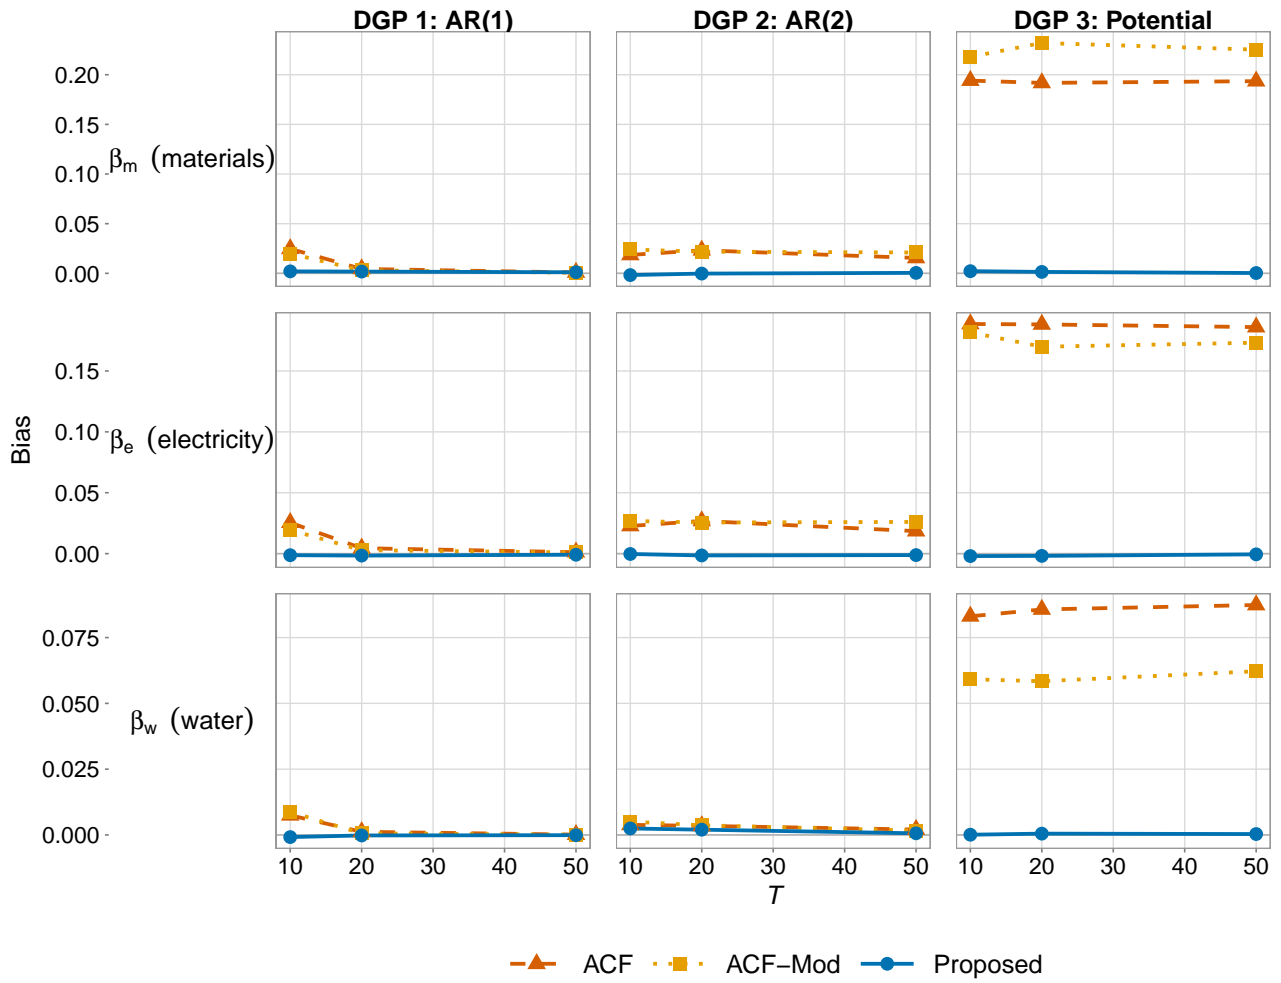 DGP 1: AR(1) DGP 2: AR(2) DGP 3: Potential
0.20
0.15
βm (materials)
0.10
0.05
0.00
0.15
Bias
0.10
βe (electricity)
0.05
0.00
0.075
0.050
βw (water)
0.025
0.000
10 20 30 40 50 10 20 30 40 50 10 20 30 40 50
T
ACF ACF−Mod Proposed